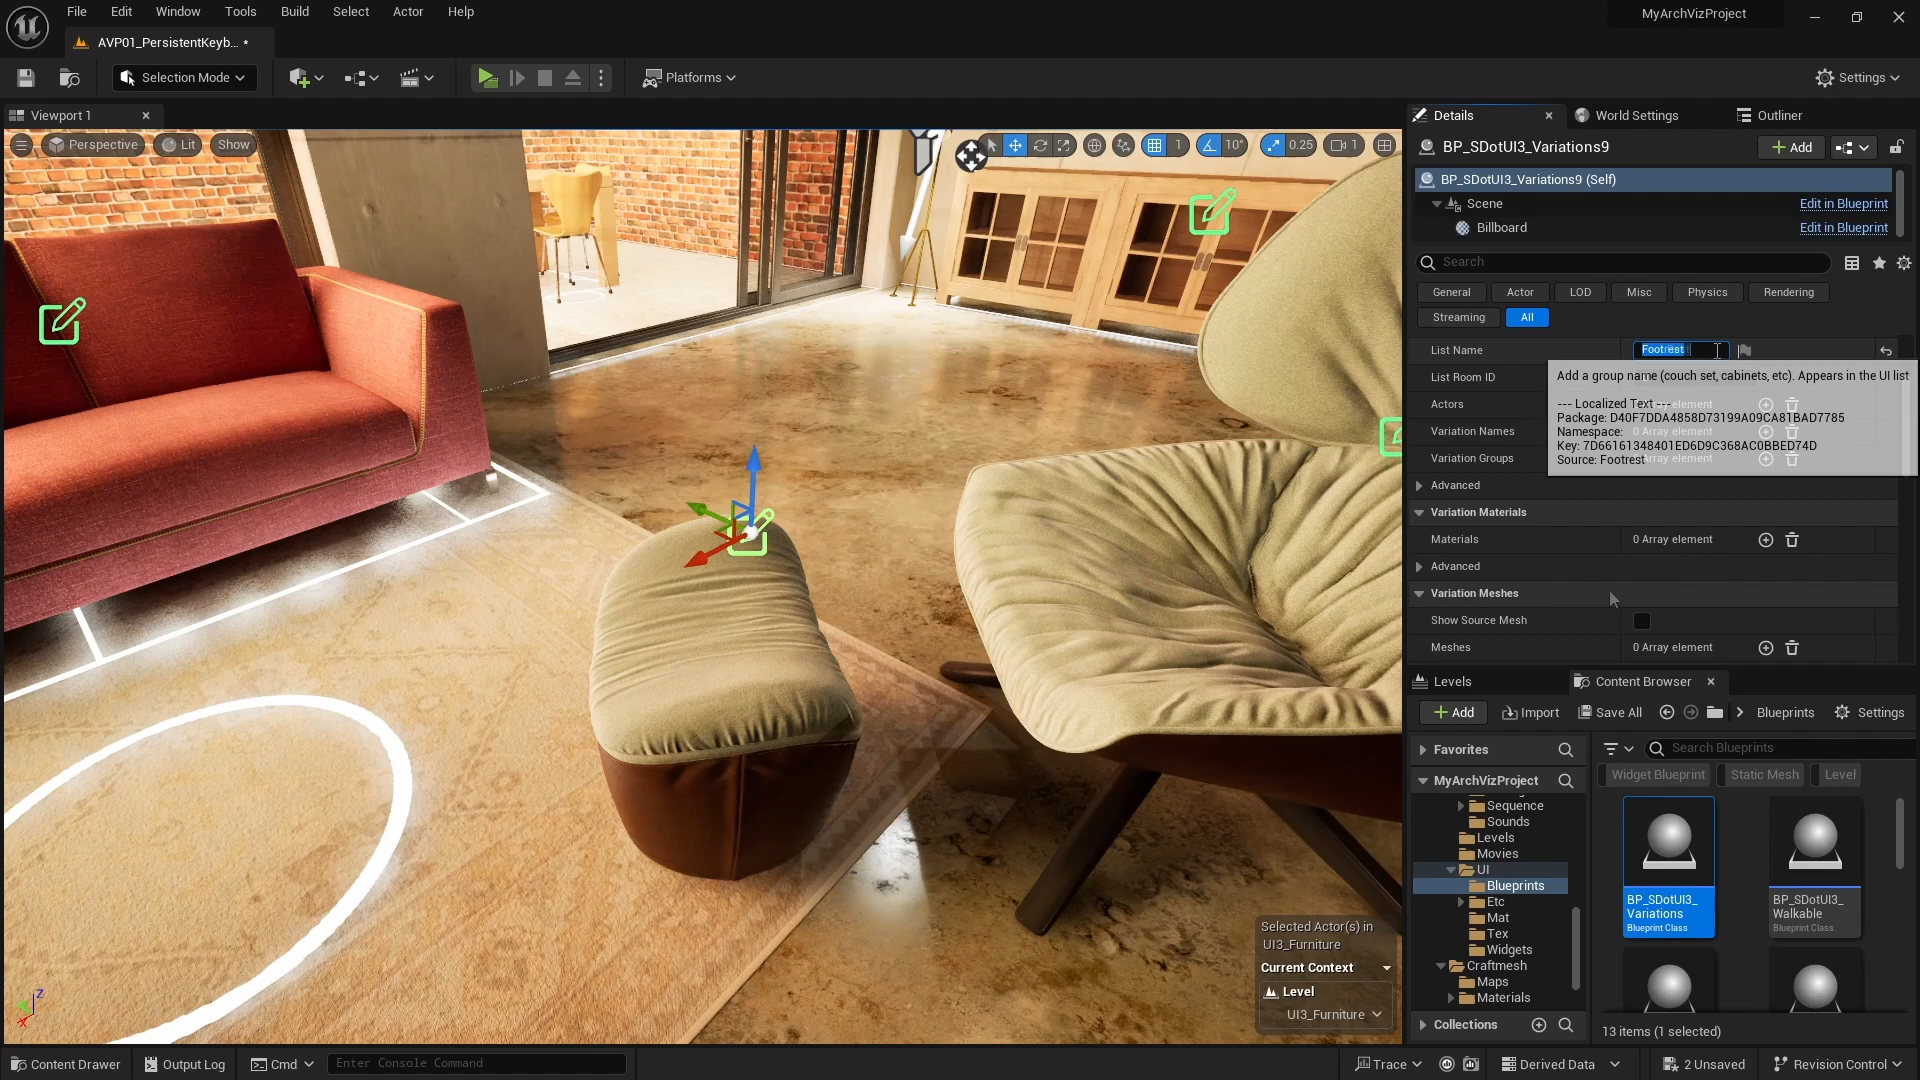 File Edit Window Tools Build Select Actor Help
MyArchVizProject
AVP01_PersistentKeyb... •
Selection Mode
Platforms
Settings
Viewport 1
Perspective Lit Show
1 10° 0.25 1
Details World Settings Outliner
BP_SDotUI3_Variations9
Add
BP_SDotUI3_Variations9 (Self)
Scene Edit in Blueprint
Billboard Edit in Blueprint
Search
General Actor LOD Misc Physics Rendering
Streaming All
List Name Footrest
List Room ID
Add a group name (couch set, cabinets, etc). Appears in the UI list
Actors
--- Localized Text ---
Package: D40F7DDA4858D73199A09CA81BAD7785
Variation Names
Namespace:
0 Array element
Key: 7D66161348401ED6D9C368AC0BBED74D
Variation Groups
Source: Footrest
Advanced
Variation Materials
Materials 0 Array element
Advanced
Variation Meshes
Show Source Mesh
Meshes 0 Array element
Levels Content Browser
Add Import Save All Blueprints Settings
Favorites
Search Blueprints
MyArchVizProject
Widget Blueprint Static Mesh Level
Sequence
Sounds
Levels
Movies
UI
Blueprints
Etc
Mat
Tex
Widgets
Craftmesh
Maps
Materials
BP_SDotUI3_
Variations
Blueprint Class
BP_SDotUI3_
Walkable
Blueprint Class
Collections
13 items (1 selected)
Selected Actor(s) in
UI3_Furniture
Current Context
Level
UI3_Furniture
Z
X
Content Drawer Output Log Cmd Enter Console Command
Trace Derived Data 2 Unsaved Revision Control